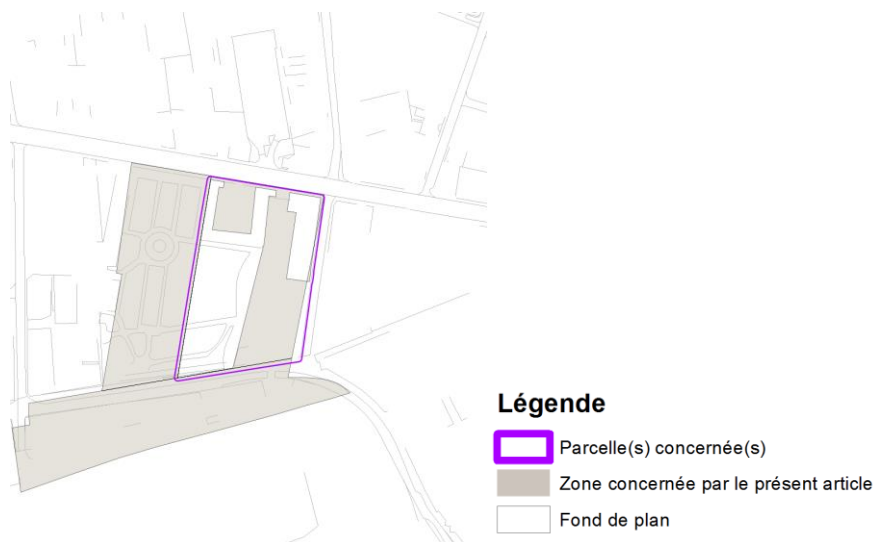 Légende
Parcelle(s) concernée(s)
Zone concernée par le présent article
Fond de plan